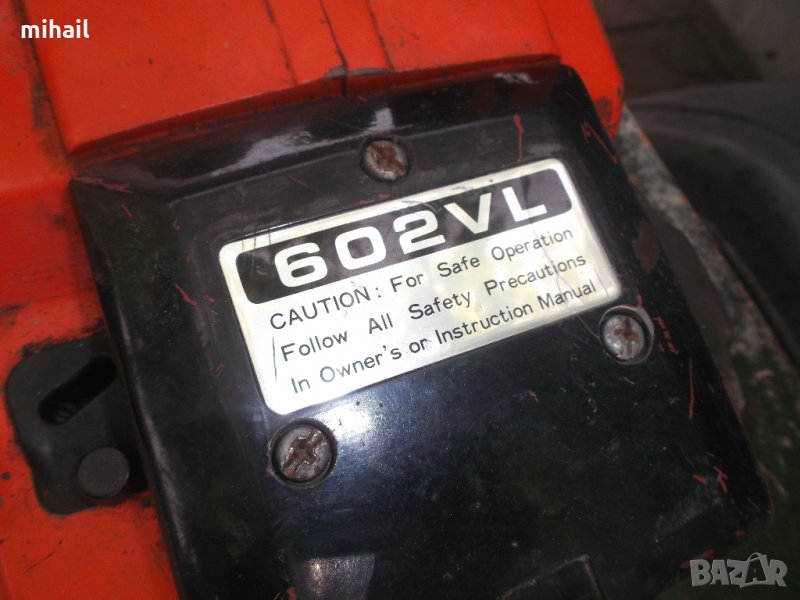 mihail
602VL
CAUTION: For Safe Operation
Follow All Safety Precautions
In Owner's or Instruction Manual
BAZAR